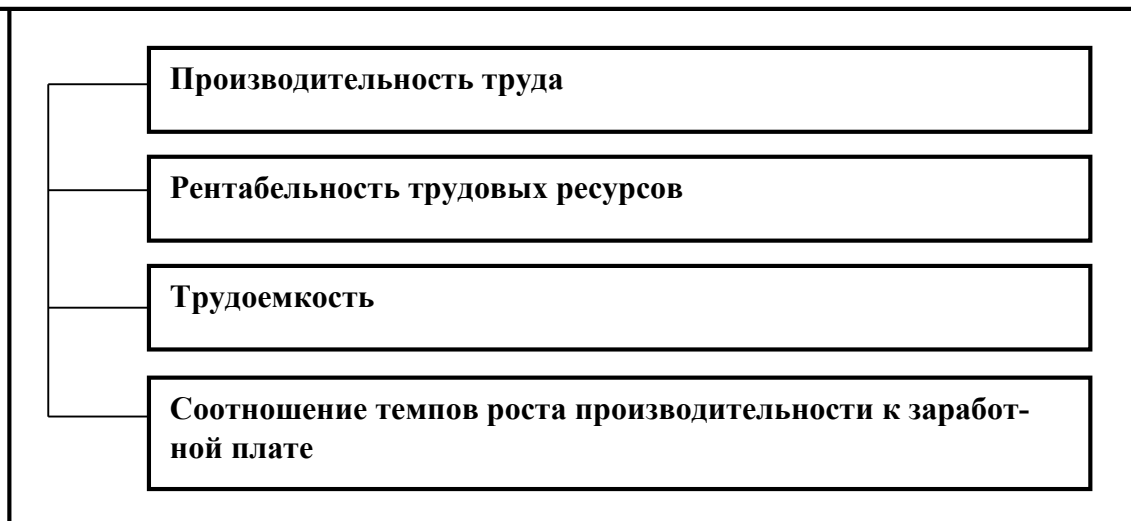 Производительность труда
Рентабельность трудовых ресурсов
Трудоемкость
Соотношение темпов роста производительности к заработ-
ной плате